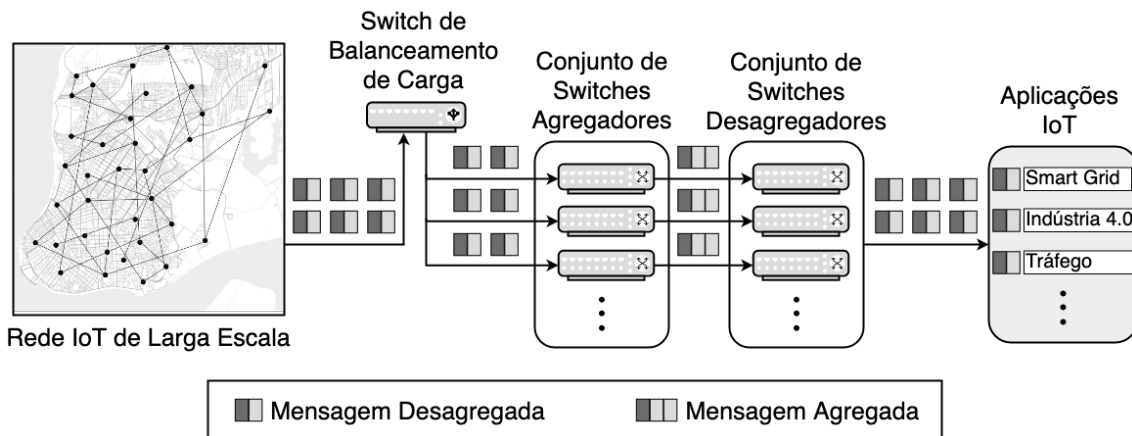 Switch de
Balanceamento
de Carga
Conjunto de
Switches
Agregadores
Conjunto de
Switches
Desagregadores
Aplicações
IoT
Smart Grid
Indústria 4.0
Tráfego
Rede IoT de Larga Escala
Mensagem Desagregada
Mensagem Agregada